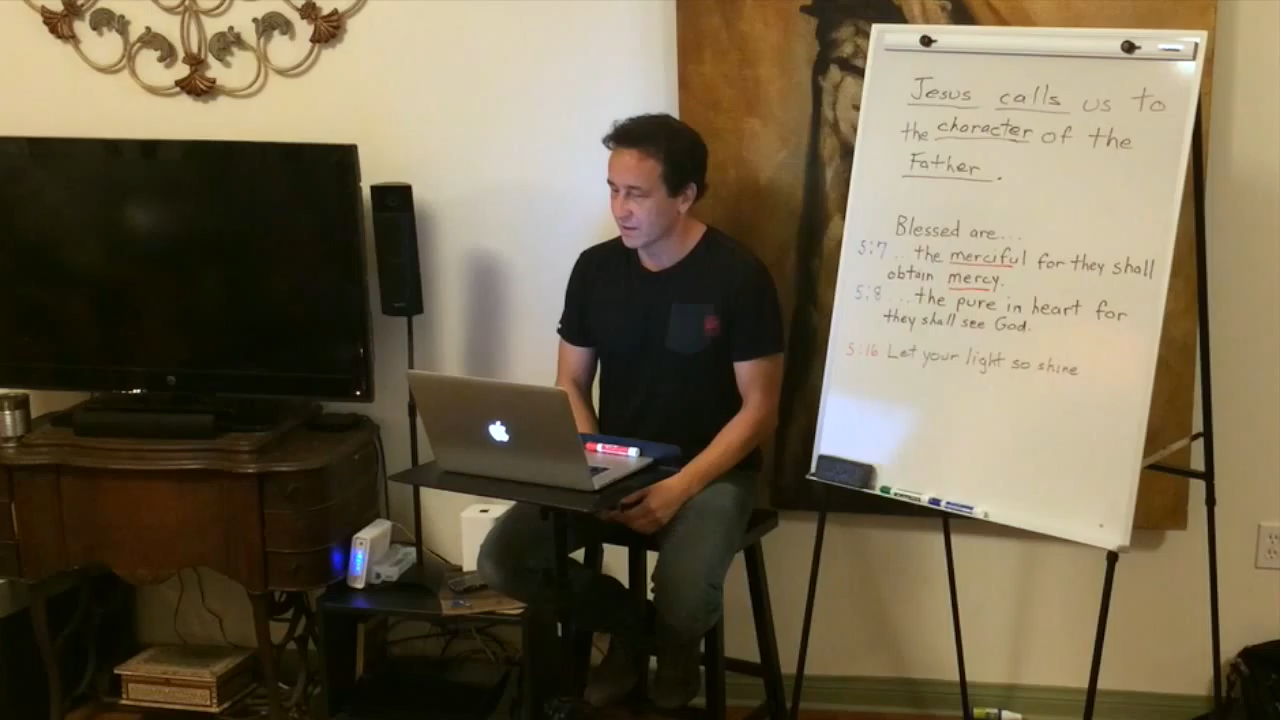 Jesus calls us to
the character of the
Father.
Blessed are...
5:7 .. the merciful for they shall
obtain mercy.
5:8 .... the pure in heart for
they shall see God.
5:16 Let your light so shine